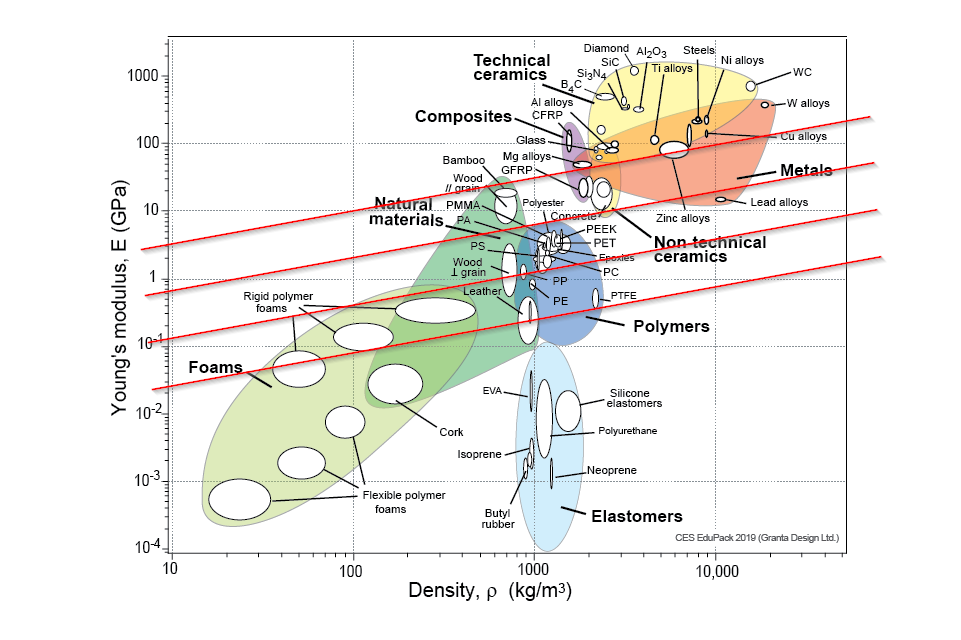 Diamond
Al2O3
Steels
Ni alloys
Technical
ceramics
SiC
Ti alloys
Si3N4
WC
B4C
1000
W alloys
Al alloys
CFRP
Composites
Glass
Cu alloys
100
Mg alloys
Metals
Bamboo
GFRP
Wood
// grain
Natural
materials
PMMA
Polyester
Lead alloys
10
PA
Concrete
Zinc alloys
PEEK
PS
PET
Non technical
ceramics
Epoxies
Wood
⊥ grain
PC
1
PP
Leather
PE
PTFE
Rigid polymer
foams
Polymers
10-1
Foams
EVA
Silicone
elastomers
10-2
Cork
Polyurethane
Isoprene
Neoprene
10-3
Flexible polymer
foams
Butyl
rubber
Elastomers
CES EduPack 2019 (Granta Design Ltd.)
10-4
10
100
1000
10,000
Density, ρ (kg/m3)
Young's modulus, E (GPa)